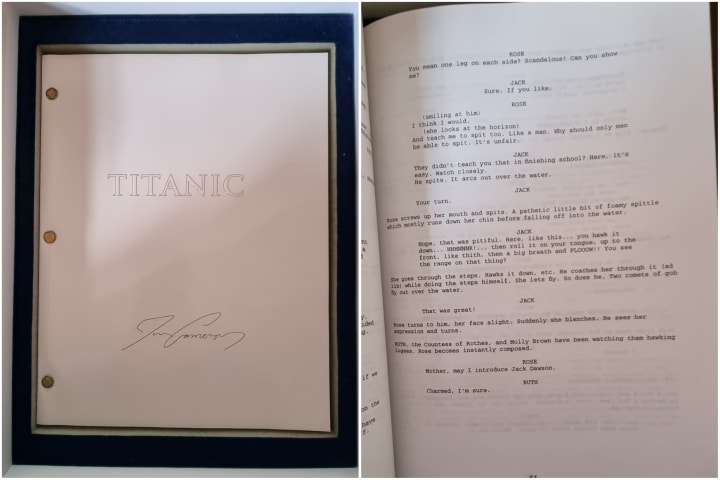 TITANIC
Jim Cameron
ROSE
You mean one leg on each side? Scandalous! Can you show
me?
JACK
Sure. If you like.
ROSE
(smiling at him)
I think I would.
(she looks at the horizon)
And teach me to spit too. Like a man. Why should only men
be able to spit. It's unfair.
JACK
They didn't teach you that in finishing school? Here, it's
easy. Watch closely.
He spits. It arcs out over the water.
JACK
Your turn.
Rose screws up her mouth and spits. A pathetic little bit of foamy spittle
which mostly runs down her chin before falling off into the water.
JACK
Nope, that was pitiful. Here, like this... you hawk it
down... HHHNNNK!... then roll it on your tongue, up to the
front, like thith, then a big breath and PLOOOW!! You see
the range on that thing?
She goes through the steps. Hawks it down, etc. He coaches her through it (ad
lib) while doing the steps himself. She lets fly. So does he. Two comets of gob
fly out over the water.
JACK
That was great!
Rose turns to him, her face alight. Suddenly she blanches. He sees her
expression and turns.
RUTH, the Countess of Rothes, and Molly Brown have been watching them hawking
lugees. Rose becomes instantly composed.
ROSE
Mother, may I introduce Jack Dawson.
RUTH
Charmed, I'm sure.
if we
on the
have